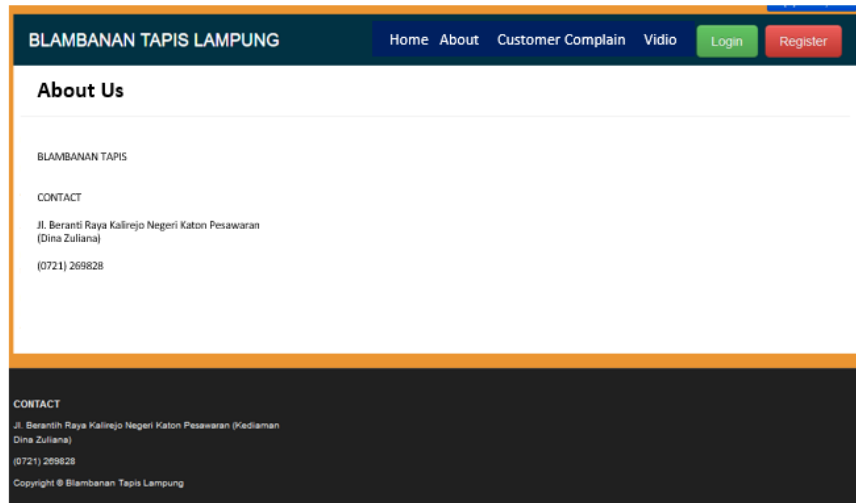 BLAMBANAN TAPIS LAMPUNG Home About Customer Complain Vidio Login Register
About Us
BLAMBANAN TAPIS
CONTACT
Jl. Beranti Raya Kalirejo Negeri Katon Pesawaran
(Dina Zuliana)
(0721) 269828
CONTACT
Jl. Berantih Raya Kalirejo Negeri Katon Pesawaran (Kediaman
Dina Zuliana)
(0721) 269828
Copyright © Blambanan Tapis Lampung